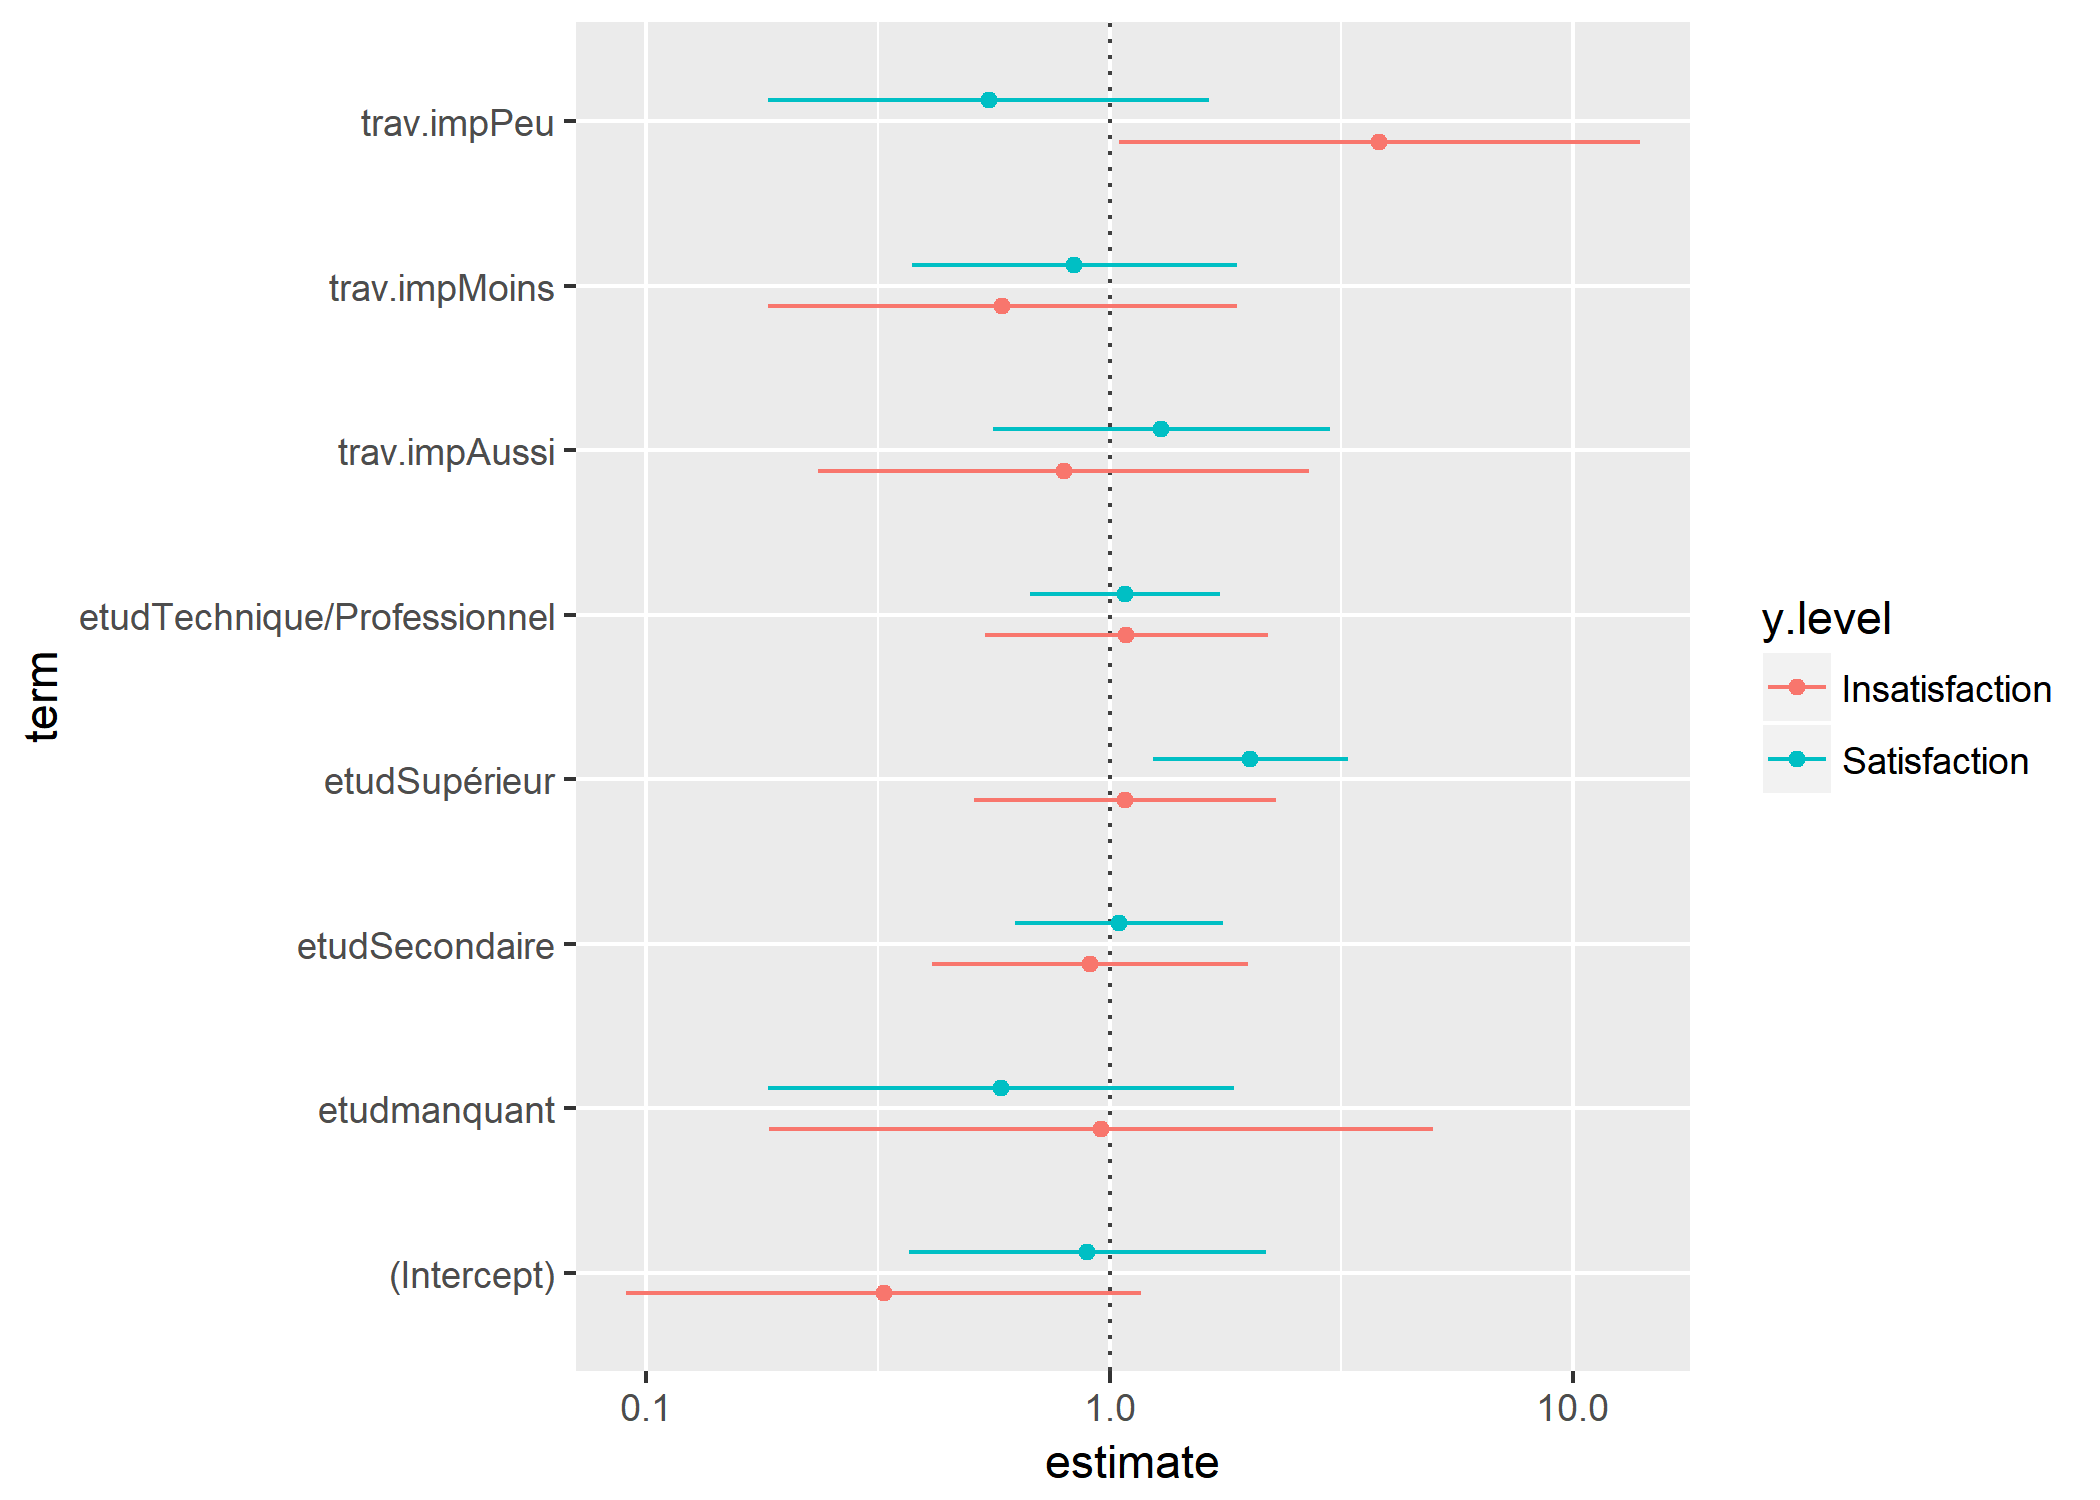 trav.impPeu
trav.impMoins
trav.impAussi
etudTechnique/Professionnel
etudSupérieur
etudSecondaire
etudmanquant
(Intercept)
term
0.1
1.0
10.0
estimate
y.level
Insatisfaction
Satisfaction